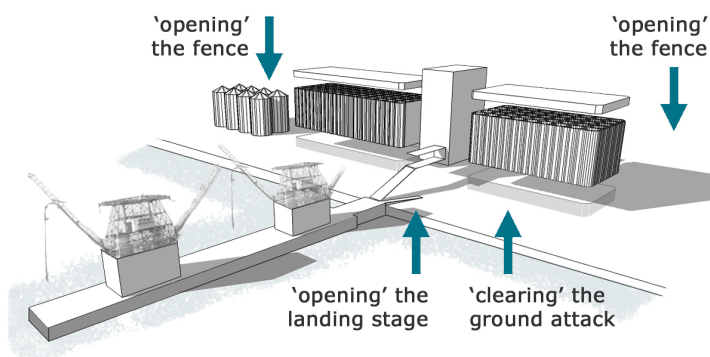 ‘opening’
the fence
‘opening’
the fence
‘opening’ the
landing stage
‘clearing’ the
ground attack